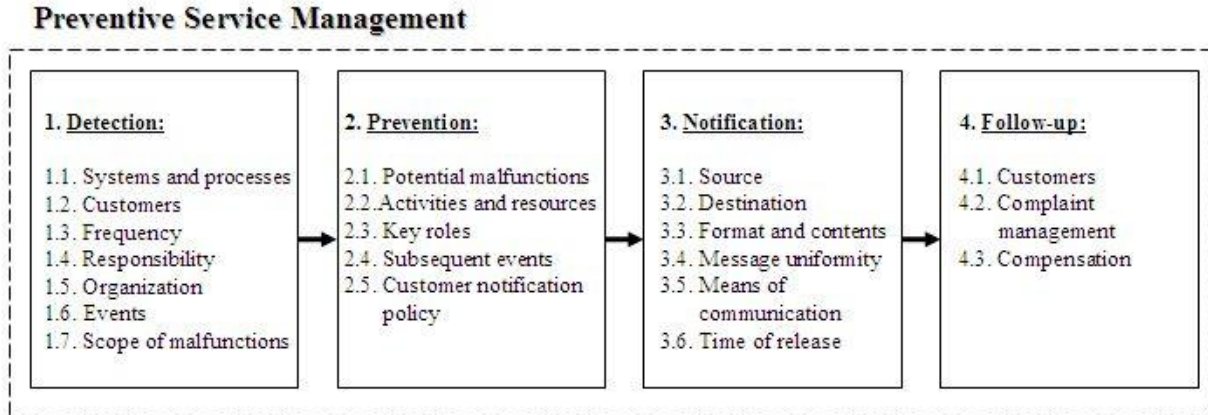 Preventive Service Management
1. Detection:
1.1. Systems and processes
1.2. Customers
1.3. Frequency
1.4. Responsibility
1.5. Organization
1.6. Events
1.7. Scope of malfunctions
2. Prevention:
2.1. Potential malfunctions
2.2.Activities and resources
2.3. Key roles
2.4. Subsequent events
2.5. Customer notification
policy
3. Notification:
3.1. Source
3.2. Destination
3.3. Format and contents
3.4. Message uniformity
3.5. Means of
communication
3.6. Time of release
4. Follow-up:
4.1. Customers
4.2. Complaint
management
4.3. Compensation